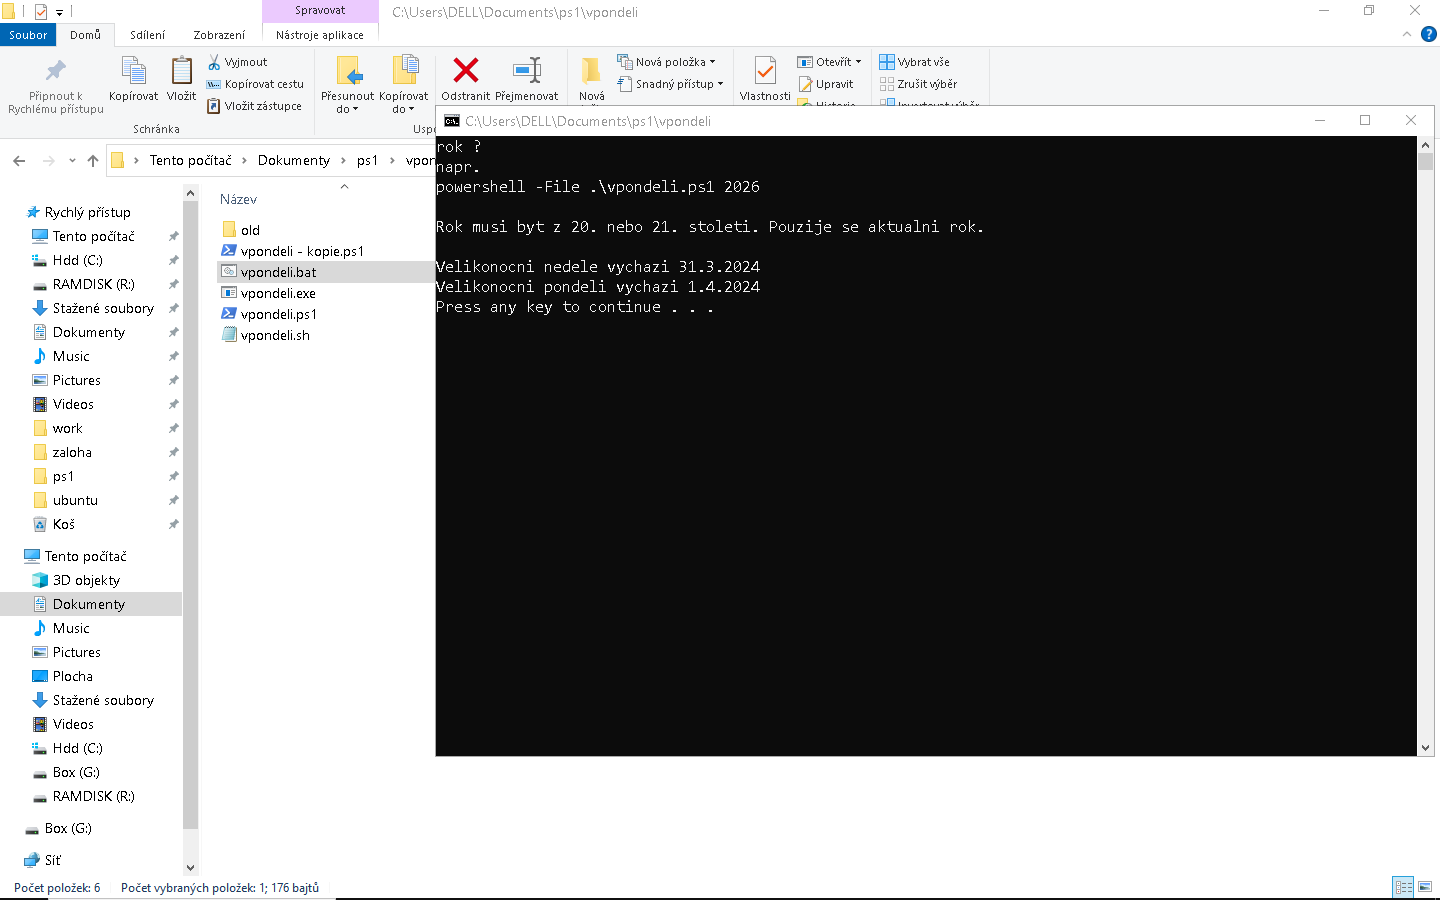 Spravovat
C:\Users\DELL\Documents\ps1\vpondeli
Soubor
Domů
Sdílení
Zobrazení
Nástroje aplikace
Připnout k
Rychlému přístupu
Kopírovat
Vložit
Vyjmout
Kopírovat cestu
Vložit zástupce
Schránka
Přesunout
do
Kopírovat
do
Odstranit
Přejmenovat
Nová
Nová položka
Snadný přístup
Vlastnosti
Otevřít
Upravit
Historie
Vybrat vše
Zrušit výběr
Invertovat výběr
Uspo
Tento počítač
Dokumenty
ps1
vpon
C:\Users\DELL\Documents\ps1\vpondeli
rok ?
napr.
powershell -File .\vpondeli.ps1 2026
Rok musi byt z 20. nebo 21. stoleti. Pouzije se aktualni rok.
Velikonocni nedele vychazi 31.3.2024
Velikonocni pondeli vychazi 1.4.2024
Press any key to continue . . .
Rychlý přístup
Tento počítač
Hdd (C:)
RAMDISK (R:)
Stažené soubory
Dokumenty
Music
Pictures
Videos
work
zaloha
ps1
ubuntu
Koš
Tento počítač
3D objekty
Dokumenty
Music
Pictures
Plocha
Stažené soubory
Videos
Hdd (C:)
Box (G:)
RAMDISK (R:)
Box (G:)
Síť
Název
old
vpondeli - kopie.ps1
vpondeli.bat
vpondeli.exe
vpondeli.ps1
vpondeli.sh
Počet položek: 6
Počet vybraných položek: 1; 176 bajtů